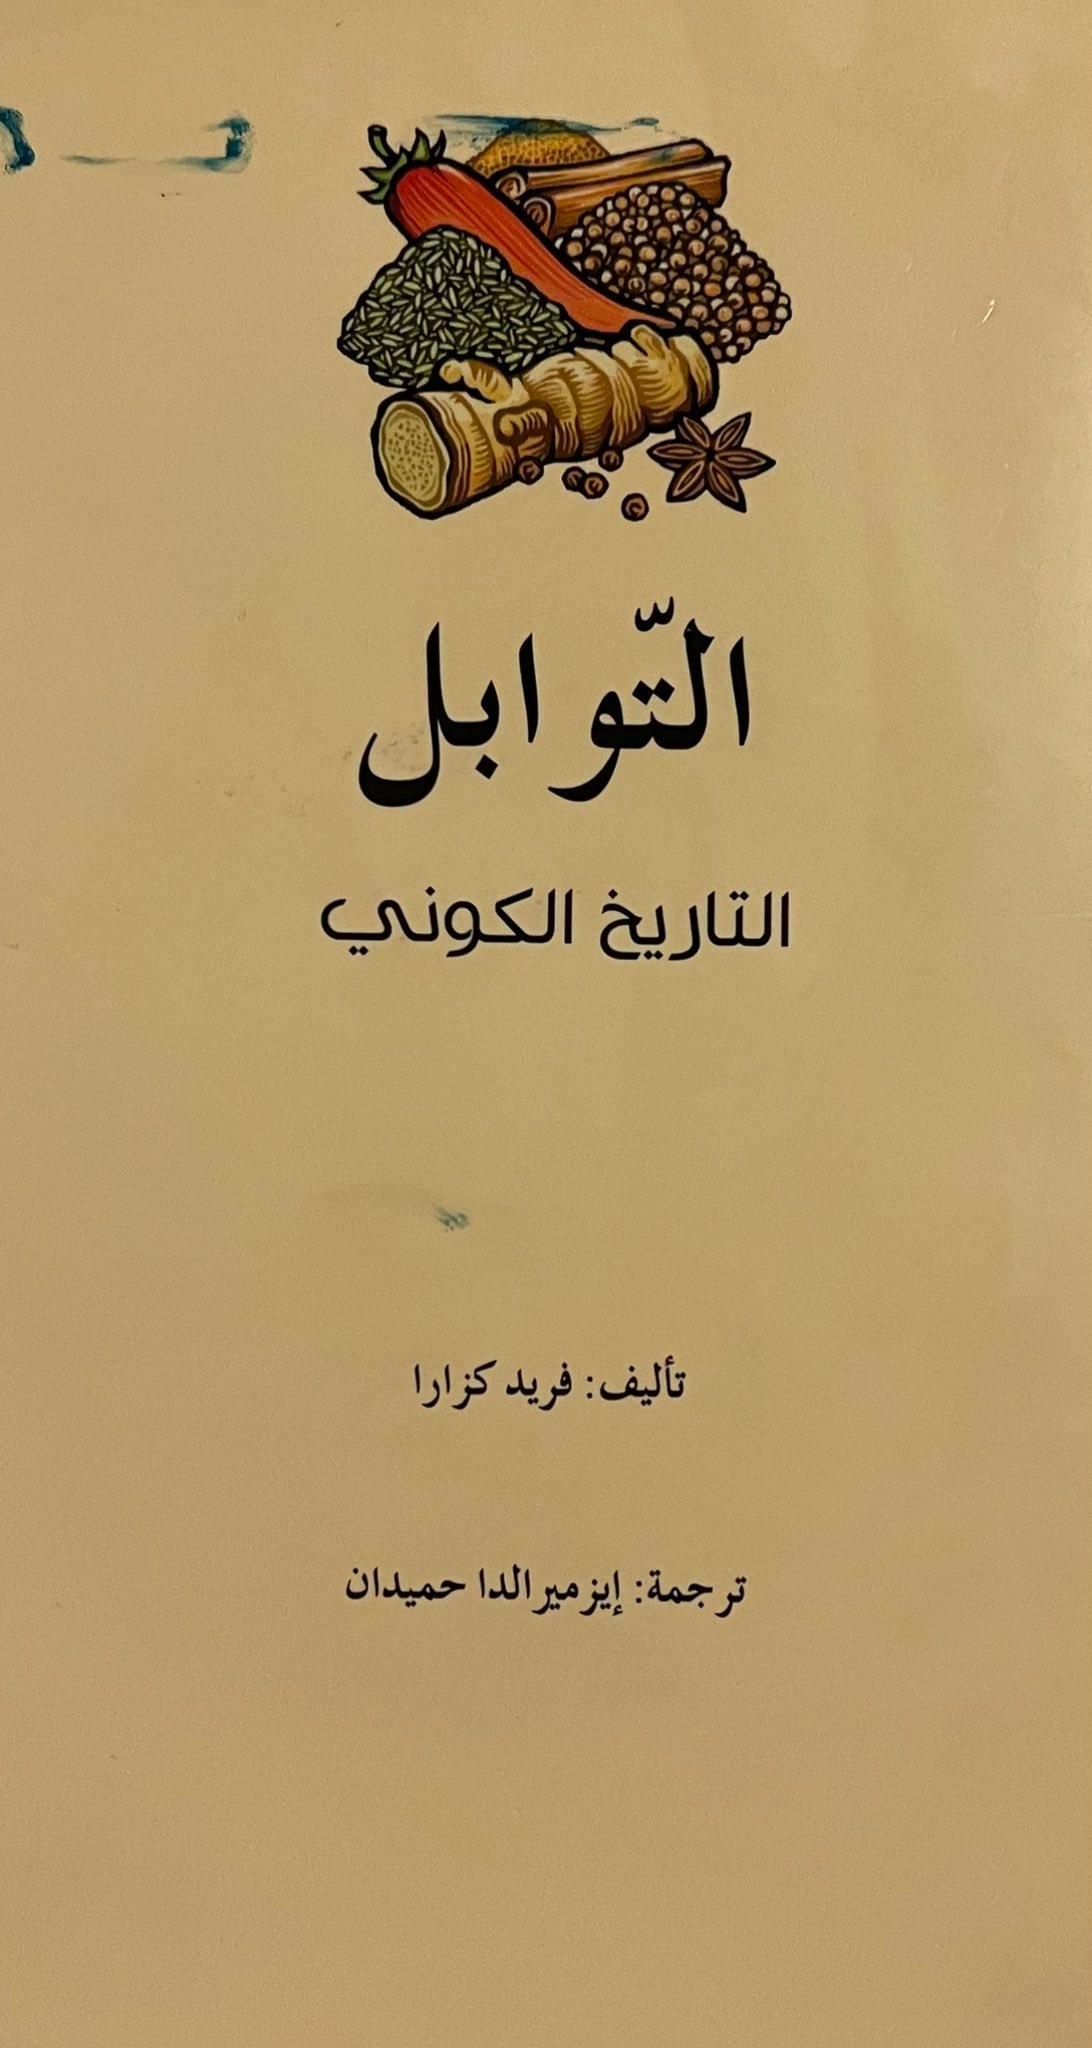 التّوابل
التاريخ الكوني
تأليف: فريد كزارا
ترجمة: إيزميرالدا حميدان